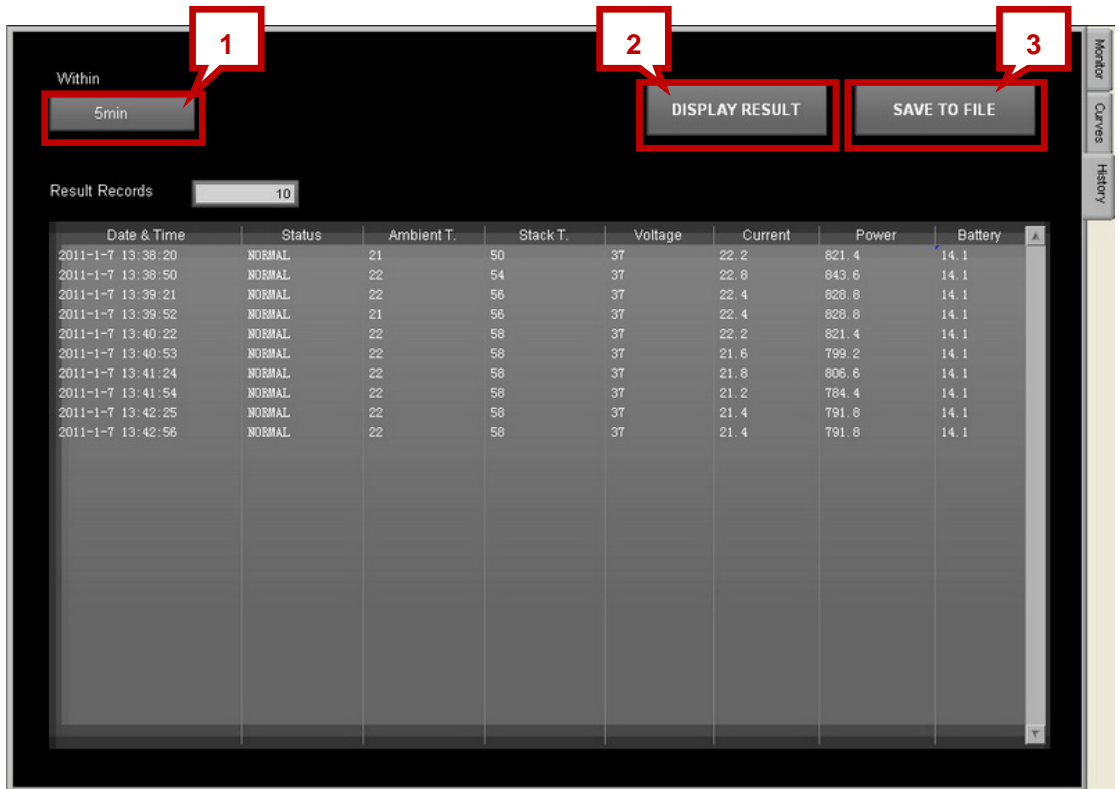 1
2
3
Within
5min
DISPLAY RESULT
SAVE TO FILE
Monitor
Curves
History
Result Records 10
Date & Time Status Ambient T. Stack T. Voltage Current Power Battery
2011-1-7 13:38:20 NORMAL 21 50 37 22.2 821.4 14.1
2011-1-7 13:38:50 NORMAL 22 54 37 22.8 843.6 14.1
2011-1-7 13:39:21 NORMAL 22 56 37 22.4 828.8 14.1
2011-1-7 13:39:52 NORMAL 21 56 37 22.4 828.8 14.1
2011-1-7 13:40:22 NORMAL 22 58 37 22.2 821.4 14.1
2011-1-7 13:40:53 NORMAL 22 58 37 21.6 799.2 14.1
2011-1-7 13:41:24 NORMAL 22 58 37 21.8 806.6 14.1
2011-1-7 13:41:54 NORMAL 22 58 37 21.2 784.4 14.1
2011-1-7 13:42:25 NORMAL 22 58 37 21.4 791.8 14.1
2011-1-7 13:42:56 NORMAL 22 58 37 21.4 791.8 14.1